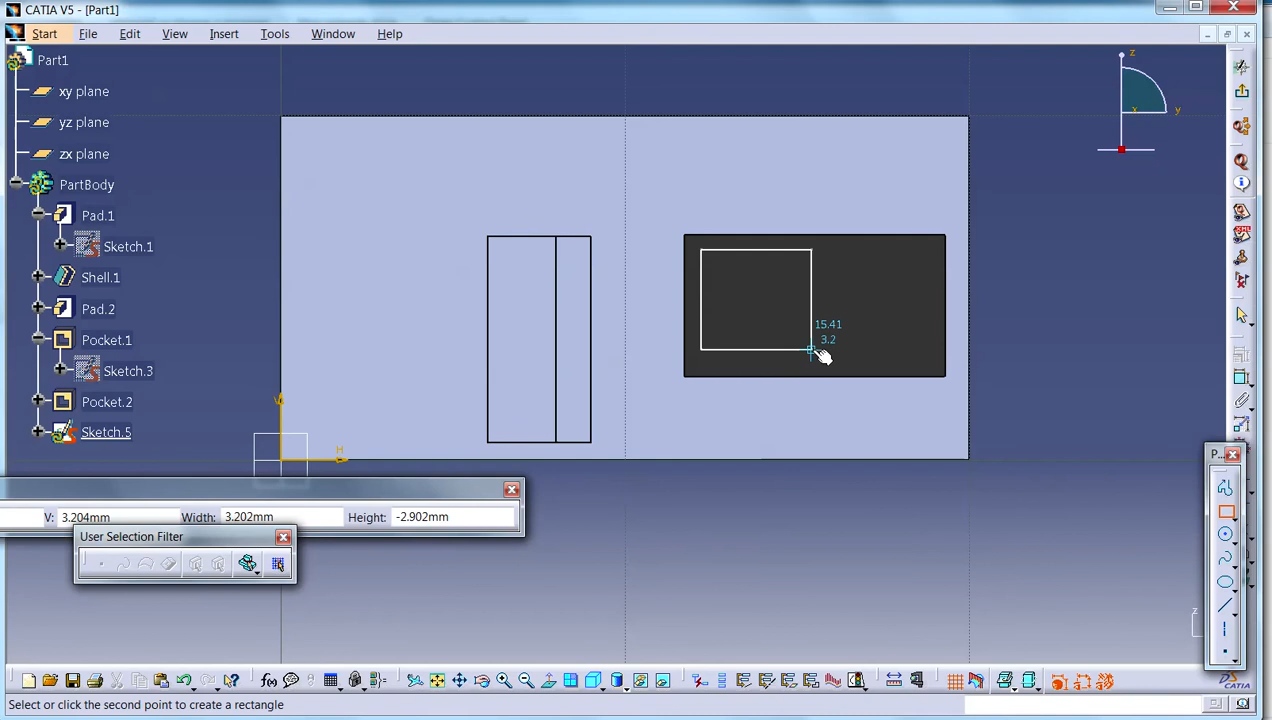 CATIA V5 - [Part1]
Start File Edit View Insert Tools Window Help
Part1
xy plane
yz plane
zx plane
PartBody
Pad.1
Sketch.1
Shell.1
Pad.2
Pocket.1
Sketch.3
Pocket.2
Sketch.5
z
x
y
15.41
3.2
V
H
V: 3.204mm Width: 3.202mm Height: -2.902mm
User Selection Filter
P...
z
f(x)
CATIA
Select or click the second point to create a rectangle